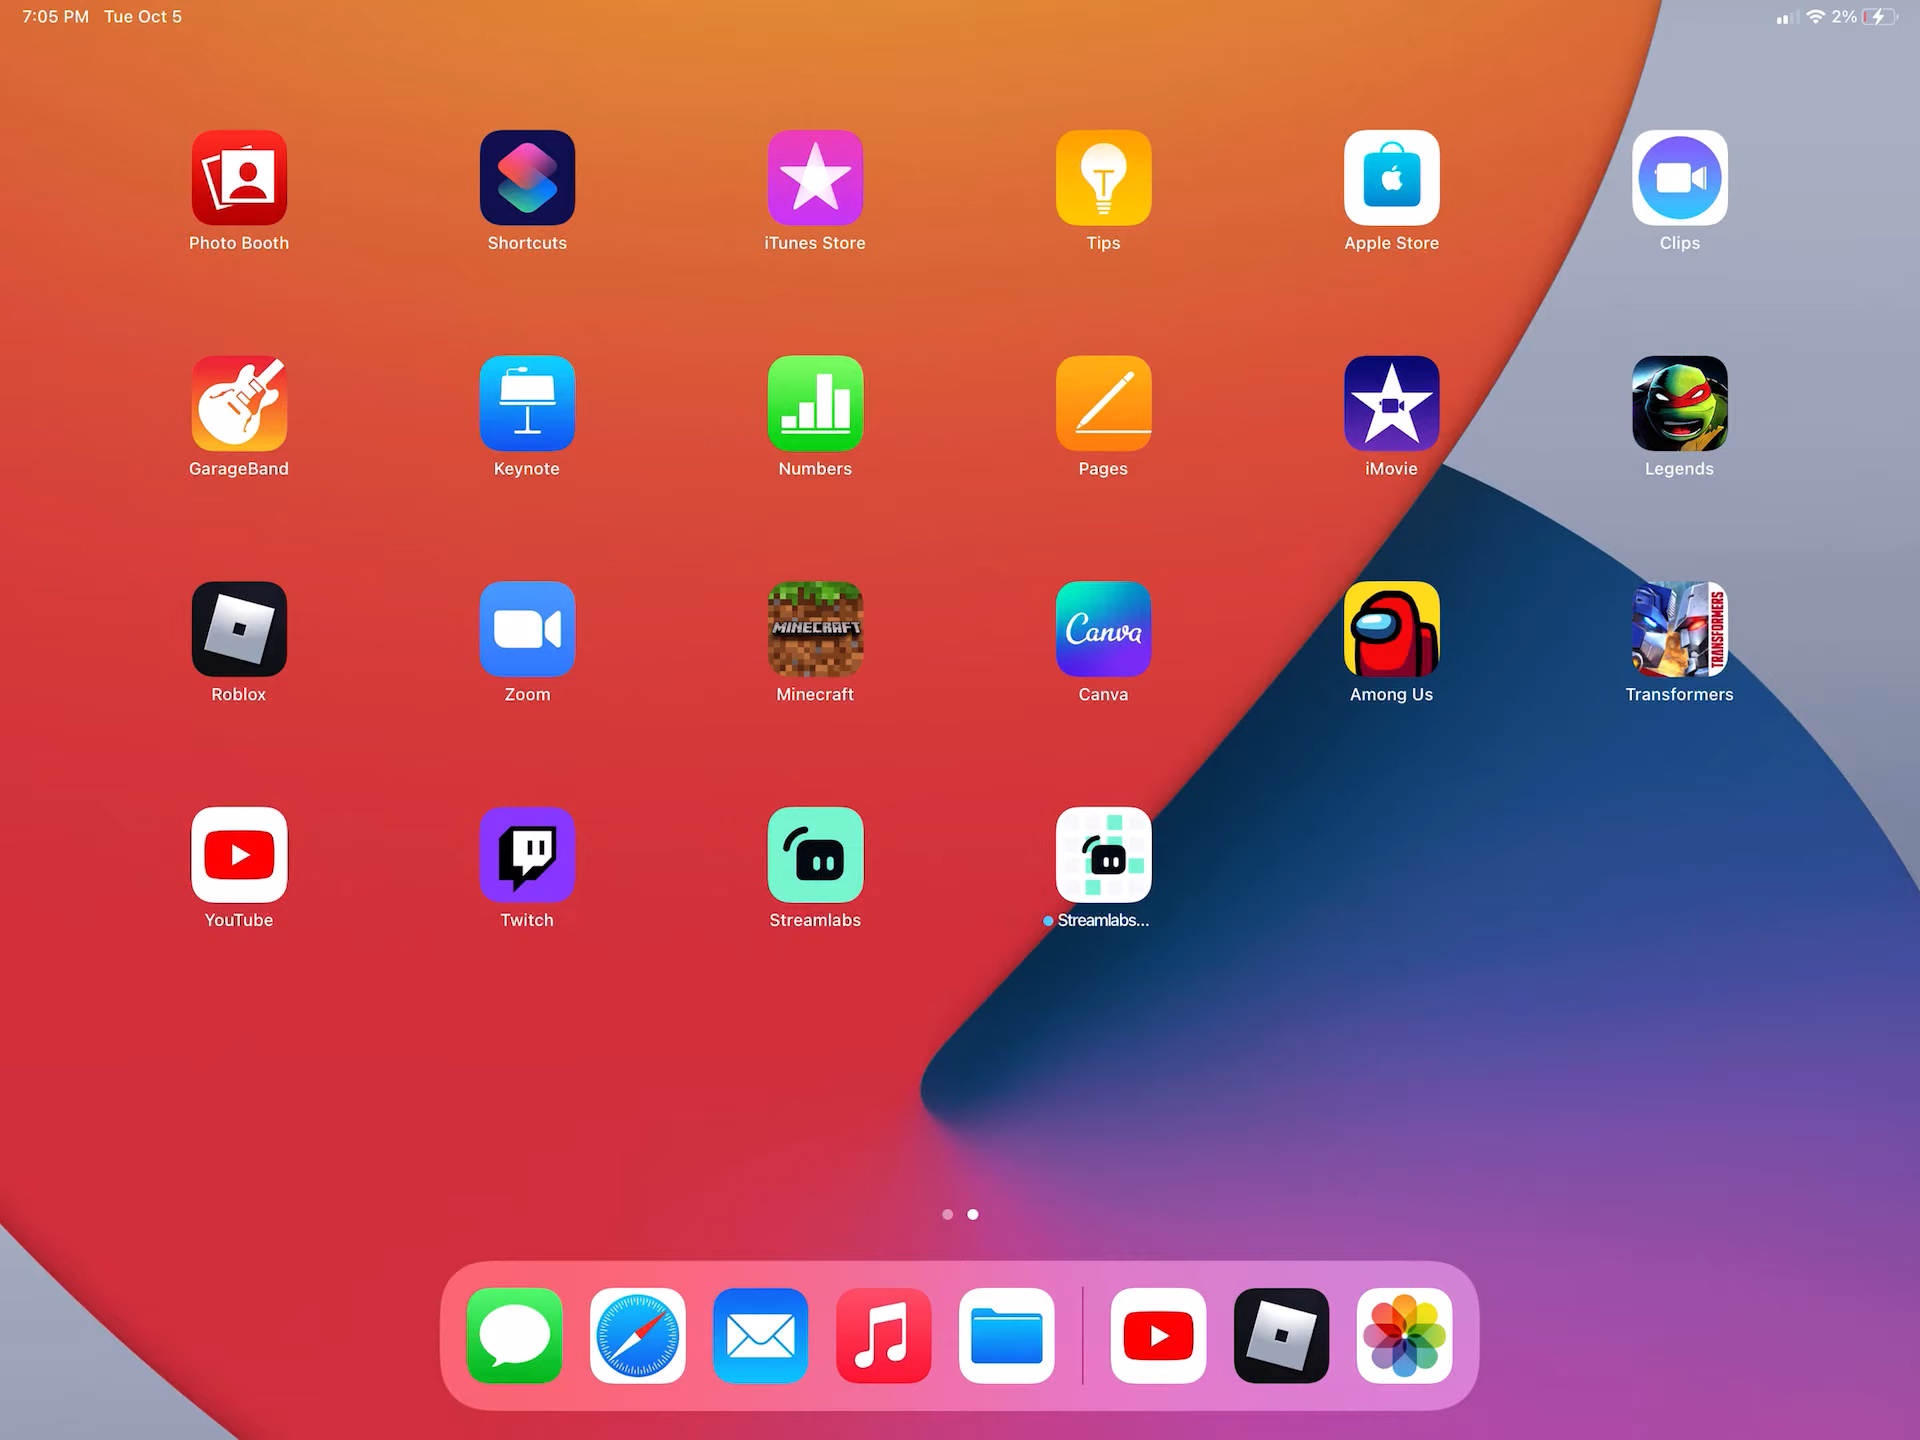 7:05 PM Tue Oct 5
2%
Photo Booth
Shortcuts
iTunes Store
Tips
Apple Store
Clips
GarageBand
Keynote
Numbers
Pages
iMovie
Legends
MINECRAFT
Canva
TRANSFORMERS
Roblox
Zoom
Minecraft
Canva
Among Us
Transformers
YouTube
Twitch
Streamlabs
Streamlabs...